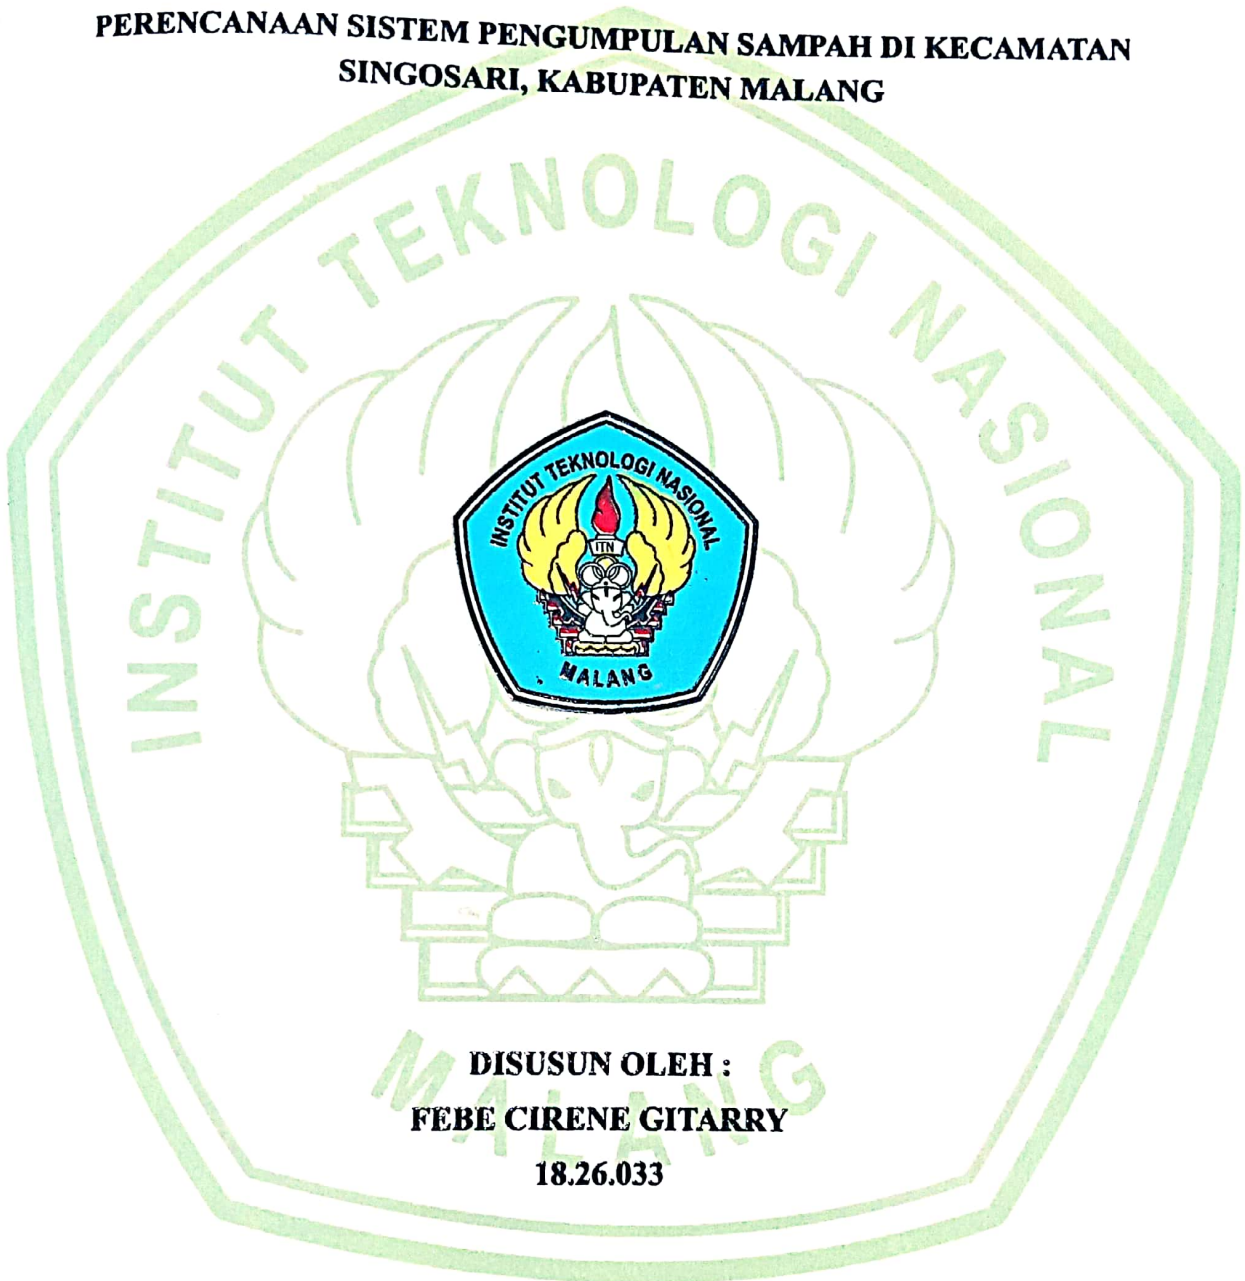 PERENCANAAN SISTEM PENGUMPULAN SAMPAH DI KECAMATAN
SINGOSARI, KABUPATEN MALANG
INSTITUT TEKNOLOGI NASIONAL
INSTITUT TEKNOLOGI NASIONAL
ITN
MALANG
MALANG
DISUSUN OLEH :
FEBE CIRENE GITARRY
18.26.033